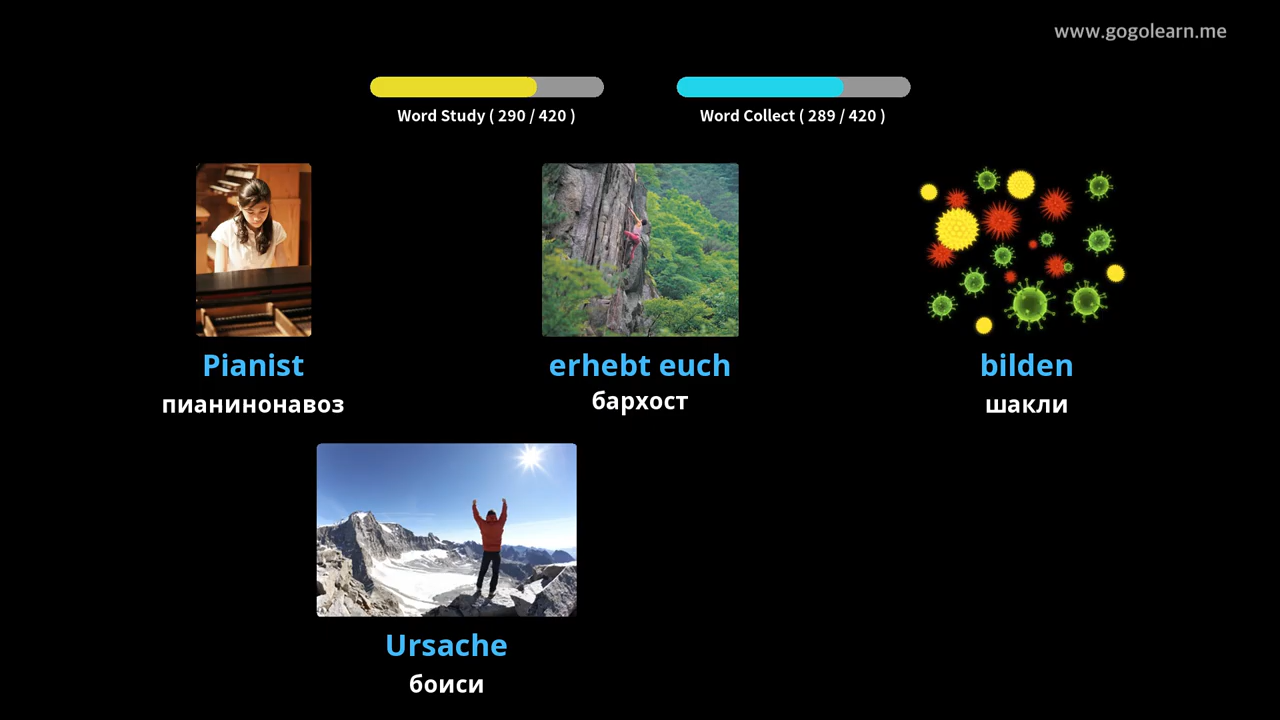 www.gogolearn.me
Word Study ( 290 / 420 )
Word Collect ( 289 / 420 )
Pianist
пианинонавоз
erhebt euch
бархост
bilden
шакли
Ursache
боиси